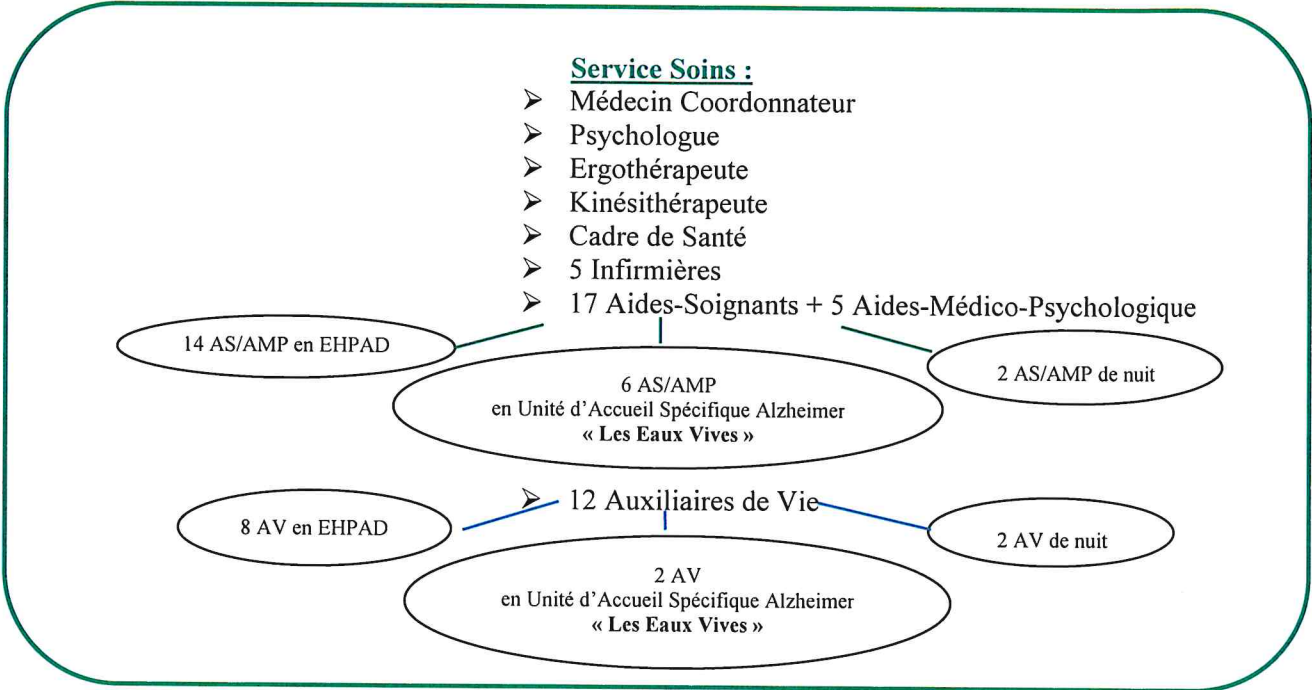 Service Soins :
➢ Médecin Coordonnateur
➢ Psychologue
➢ Ergothérapeute
➢ Kinésithérapeute
➢ Cadre de Santé
➢ 5 Infirmières
➢ 17 Aides-Soignants + 5 Aides-Médico-Psychologique
14 AS/AMP en EHPAD
6 AS/AMP
en Unité d'Accueil Spécifique Alzheimer
« Les Eaux Vives »
2 AS/AMP de nuit
➢ 12 Auxiliaires de Vie
8 AV en EHPAD
2 AV
en Unité d'Accueil Spécifique Alzheimer
« Les Eaux Vives »
2 AV de nuit